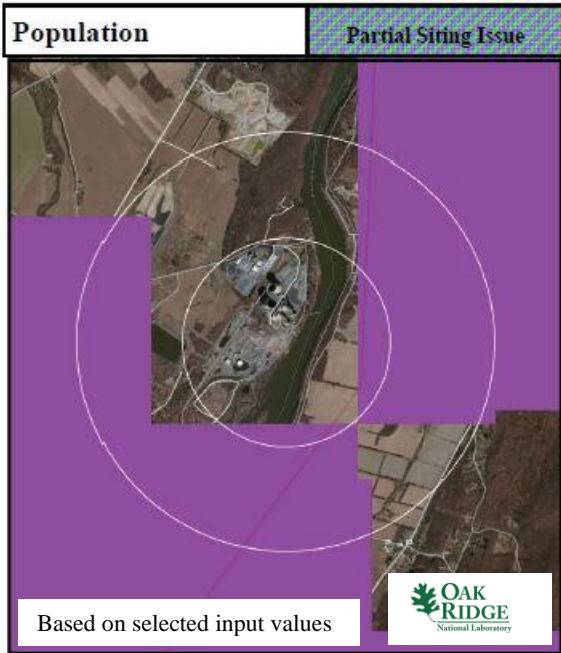 Population
Partial Siting Issue
Based on selected input values
OAK
RIDGE
National Laboratory